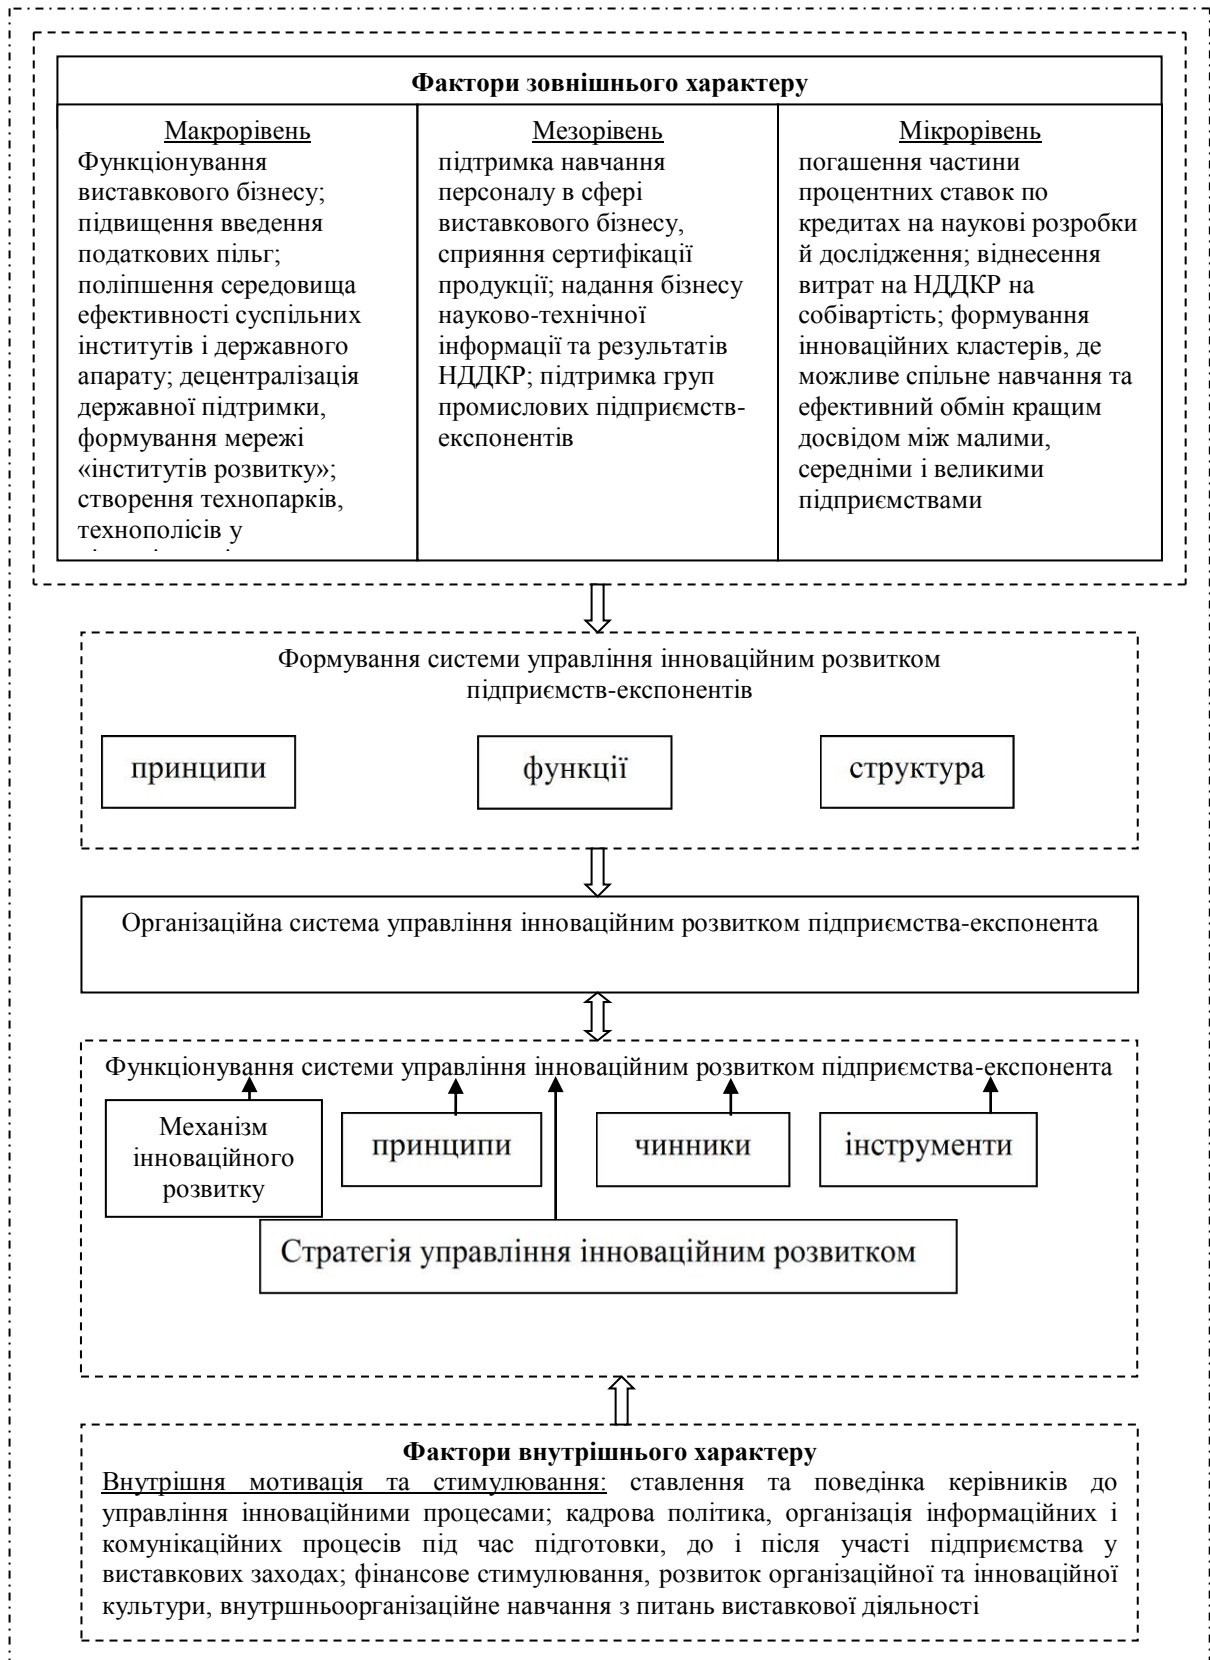 Фактори зовнішнього характеру
Макрорівень
Функціонування
виставкового бізнесу;
підвищення введення
податкових пільг;
поліпшення середовища
ефективності суспільних
інститутів і державного
апарату; децентралізація
державної підтримки,
формування мережі
«інститутів розвитку»;
створення технопарків,
технополісів у
Мезорівень
підтримка навчання
персоналу в сфері
виставкового бізнесу,
сприяння сертифікації
продукції; надання бізнесу
науково-технічної
інформації та результатів
НДДКР; підтримка груп
промислових підприємств-
експонентів
Мікрорівень
погашення частини
процентних ставок по
кредитах на наукові розробки
й дослідження; віднесення
витрат на НДДКР на
собівартість; формування
інноваційних кластерів, де
можливе спільне навчання та
ефективний обмін кращим
досвідом між малими,
середніми і великими
підприємствами
Формування системи управління інноваційним розвитком
підприємств-експонентів
принципи
функції
структура
Організаційна система управління інноваційним розвитком підприємства-експонента
Функціонування системи управління інноваційним розвитком підприємства-експонента
Механізм
інноваційного
розвитку
принципи
чинники
інструменти
Стратегія управління інноваційним розвитком
Фактори внутрішнього характеру
Внутрішня мотивація та стимулювання: ставлення та поведінка керівників до
управління інноваційними процесами; кадрова політика, організація інформаційних і
комунікаційних процесів під час підготовки, до і після участі підприємства у
виставкових заходах; фінансове стимулювання, розвиток організаційної та інноваційної
культури, внутршньоорганізаційне навчання з питань виставкової діяльності